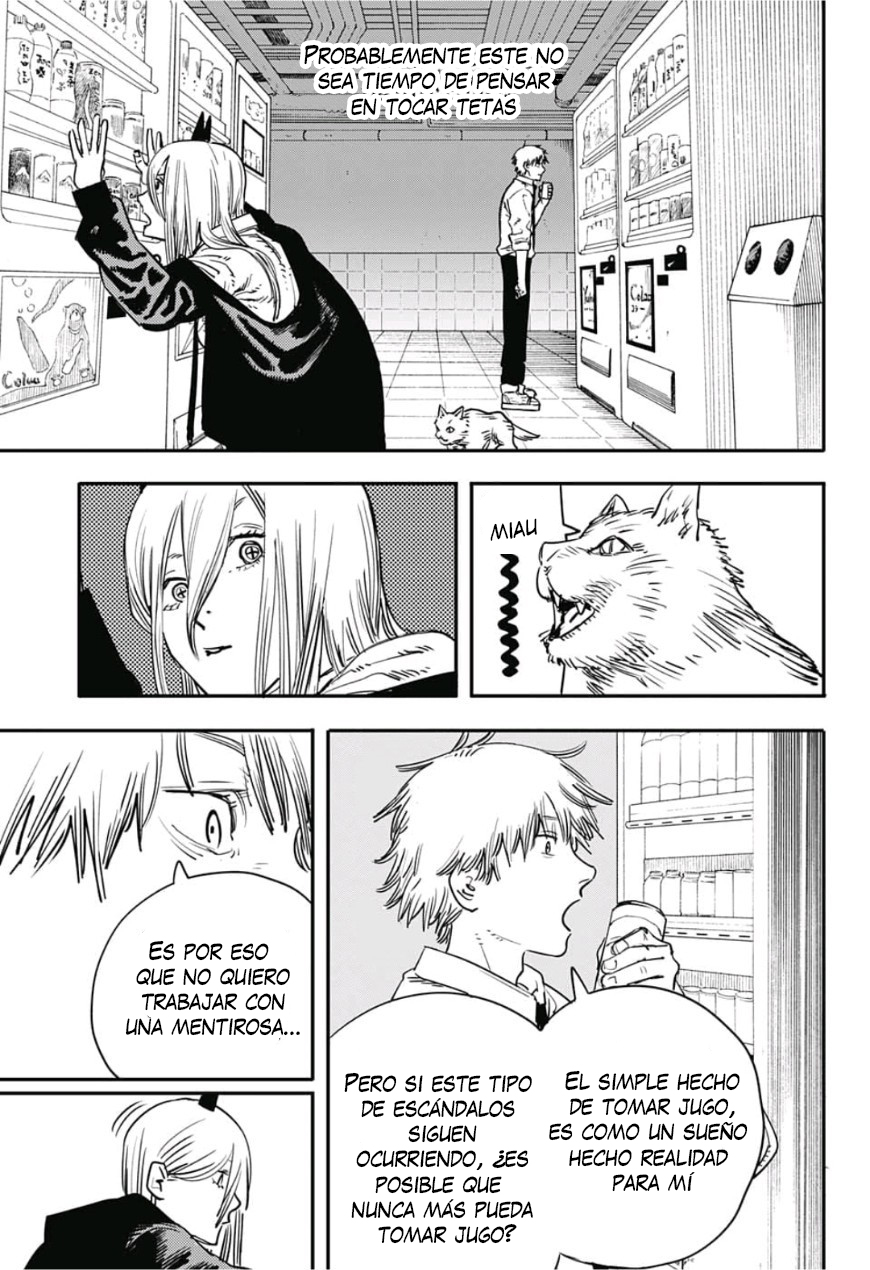 Probablemente este no
sea tiempo de pensar
en tocar tetas
Colaa
Colaa
Miau
El simple hecho
de tomar jugo,
es como un sueño
hecho realidad
para mí
Pero si este tipo
de escándalos
siguen
ocurriendo, ¿es
posible que
nunca más pueda
tomar jugo?
Es por eso
que no quiero
trabajar con
una mentirosa...